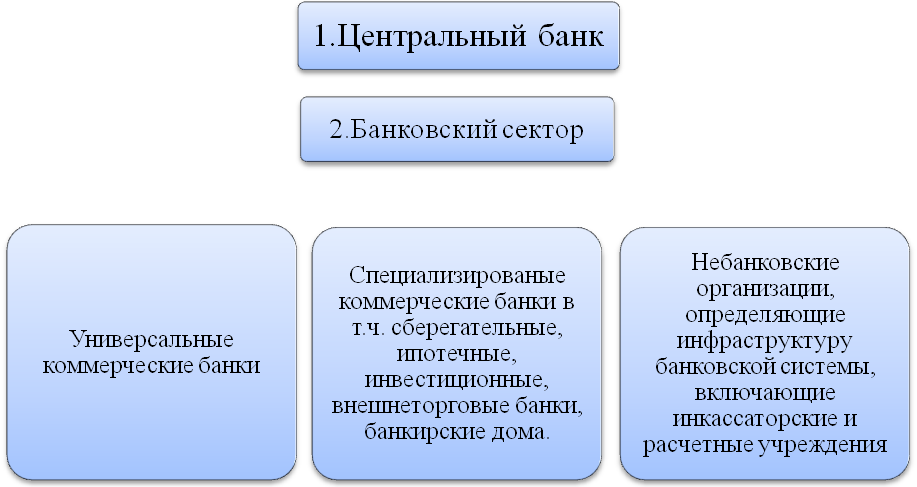 1.Центральный банк
2.Банковский сектор
Универсальные
коммерческие банки
Специализированые
коммерческие банки в
т.ч. сберегательные,
ипотечные,
инвестиционные,
внешнеторговые банки,
банкирские дома.
Небанковские
организации,
определяющие
инфраструктуру
банковской системы,
включающие
инкассаторские и
расчетные учреждения